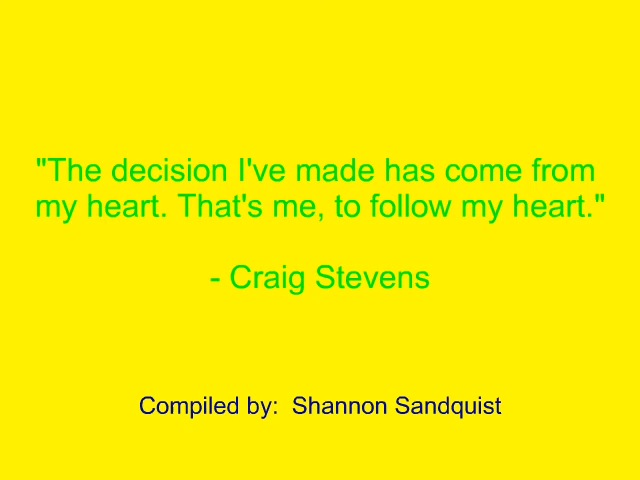 "The decision I've made has come from
my heart. That's me, to follow my heart."
- Craig Stevens
Compiled by:  Shannon Sandquist